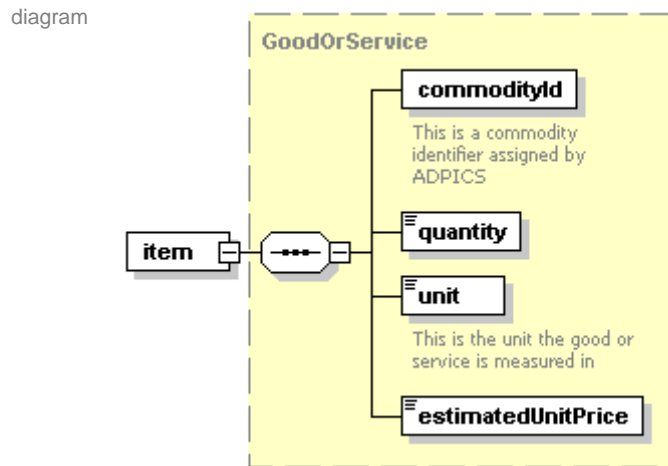 diagram
GoodOrService
commodityId
This is a commodity
identifier assigned by
ADPICS
item
quantity
unit
This is the unit the good or
service is measured in
estimatedUnitPrice